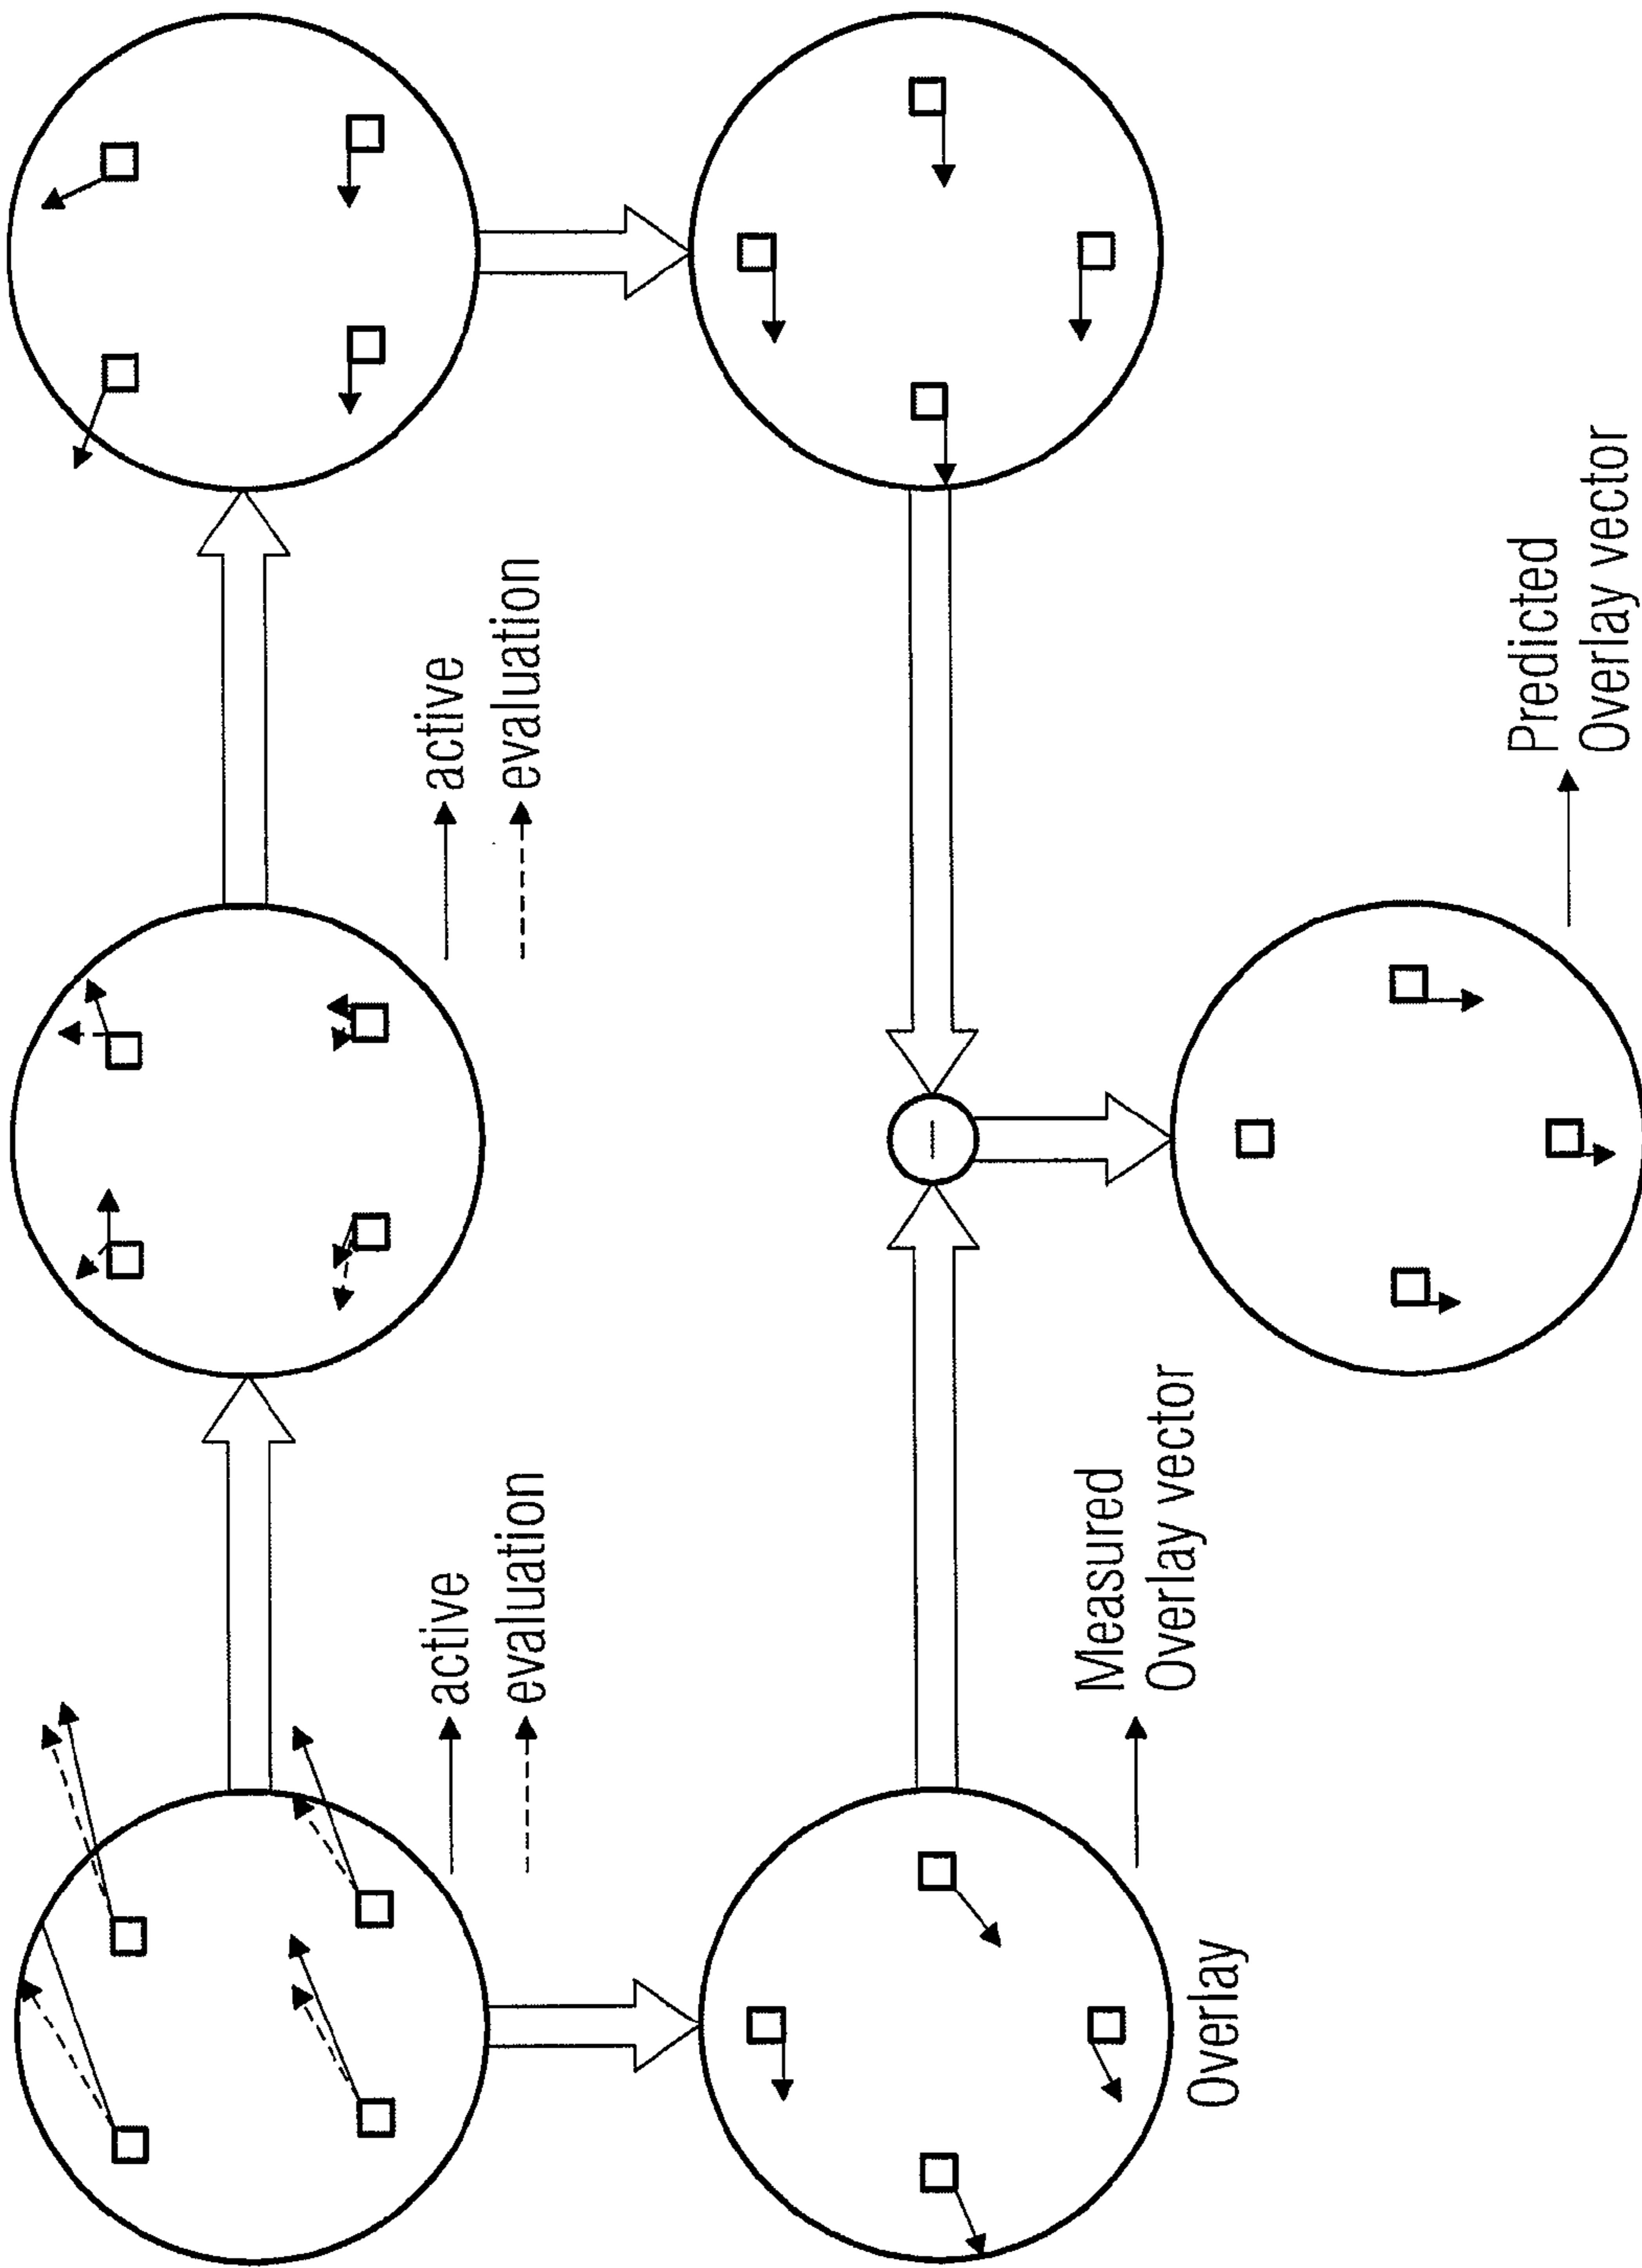 active
evaluation
active
evaluation
Measured
Overlay vector
Overlay
Predicted
Overlay vector